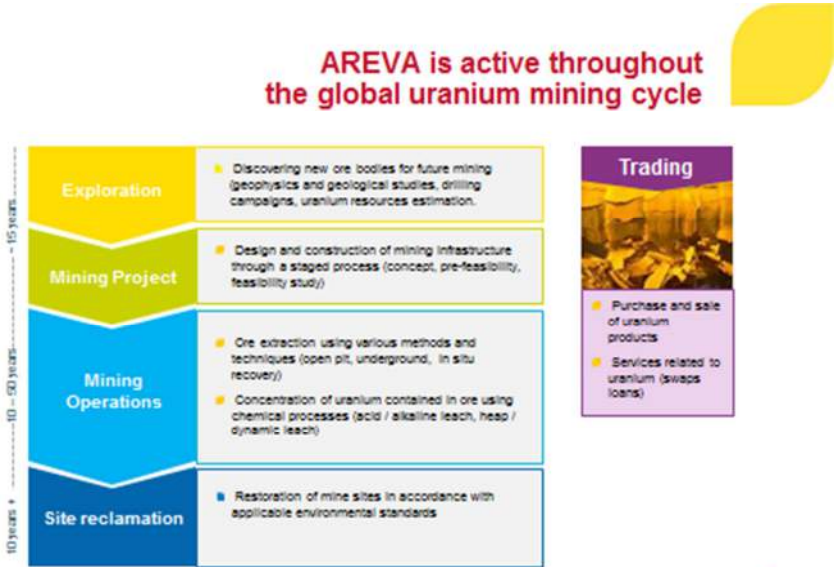 AREVA is active throughout
the global uranium mining cycle
~ 15 years
10 – 50 years
10 years +
Exploration
Discovering new ore bodies for future mining
(geophysics and geological studies, drilling
campaigns, uranium resources estimation.
Mining Project
Design and construction of mining infrastructure
through a staged process (concept, pre-feasibility,
feasibility study)
Mining
Operations
Ore extraction using various methods and
techniques (open pit, underground, in situ
recovery)
Concentration of uranium contained in ore using
chemical processes (acid / alkaline leach, heap /
dynamic leach)
Site reclamation
Restoration of mine sites in accordance with
applicable environmental standards
Trading
Purchase and sale
of uranium
products
Services related to
uranium (swaps
loans)